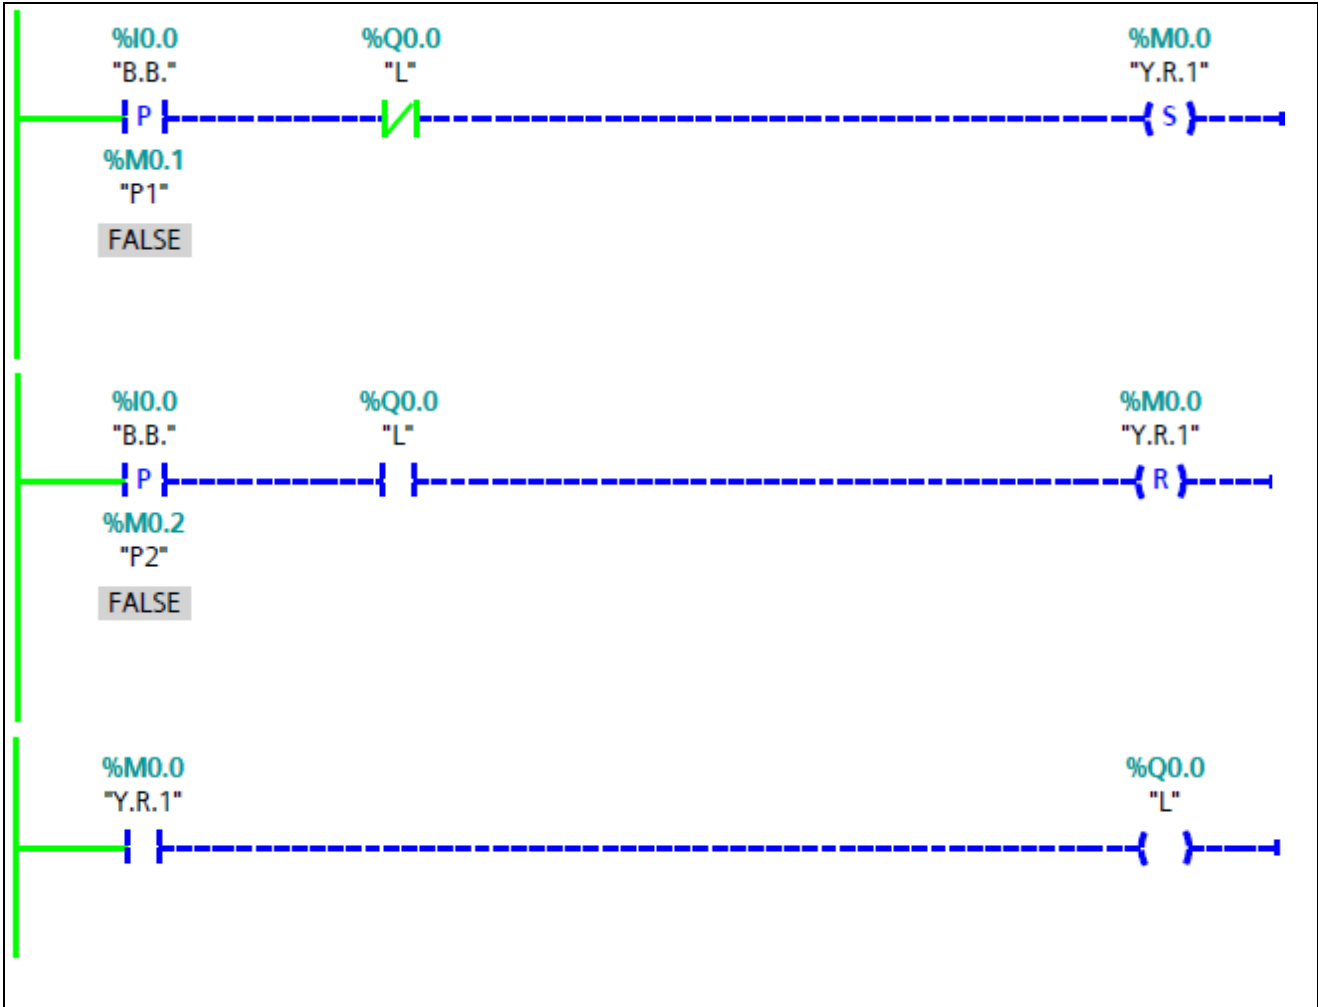 %I0.0 %Q0.0 %M0.0
"B.B." "L" "Y.R.1"
P S
%M0.1
"P1"
FALSE
%I0.0 %Q0.0 %M0.0
"B.B." "L" "Y.R.1"
P R
%M0.2
"P2"
FALSE
%M0.0 %Q0.0
"Y.R.1" "L"